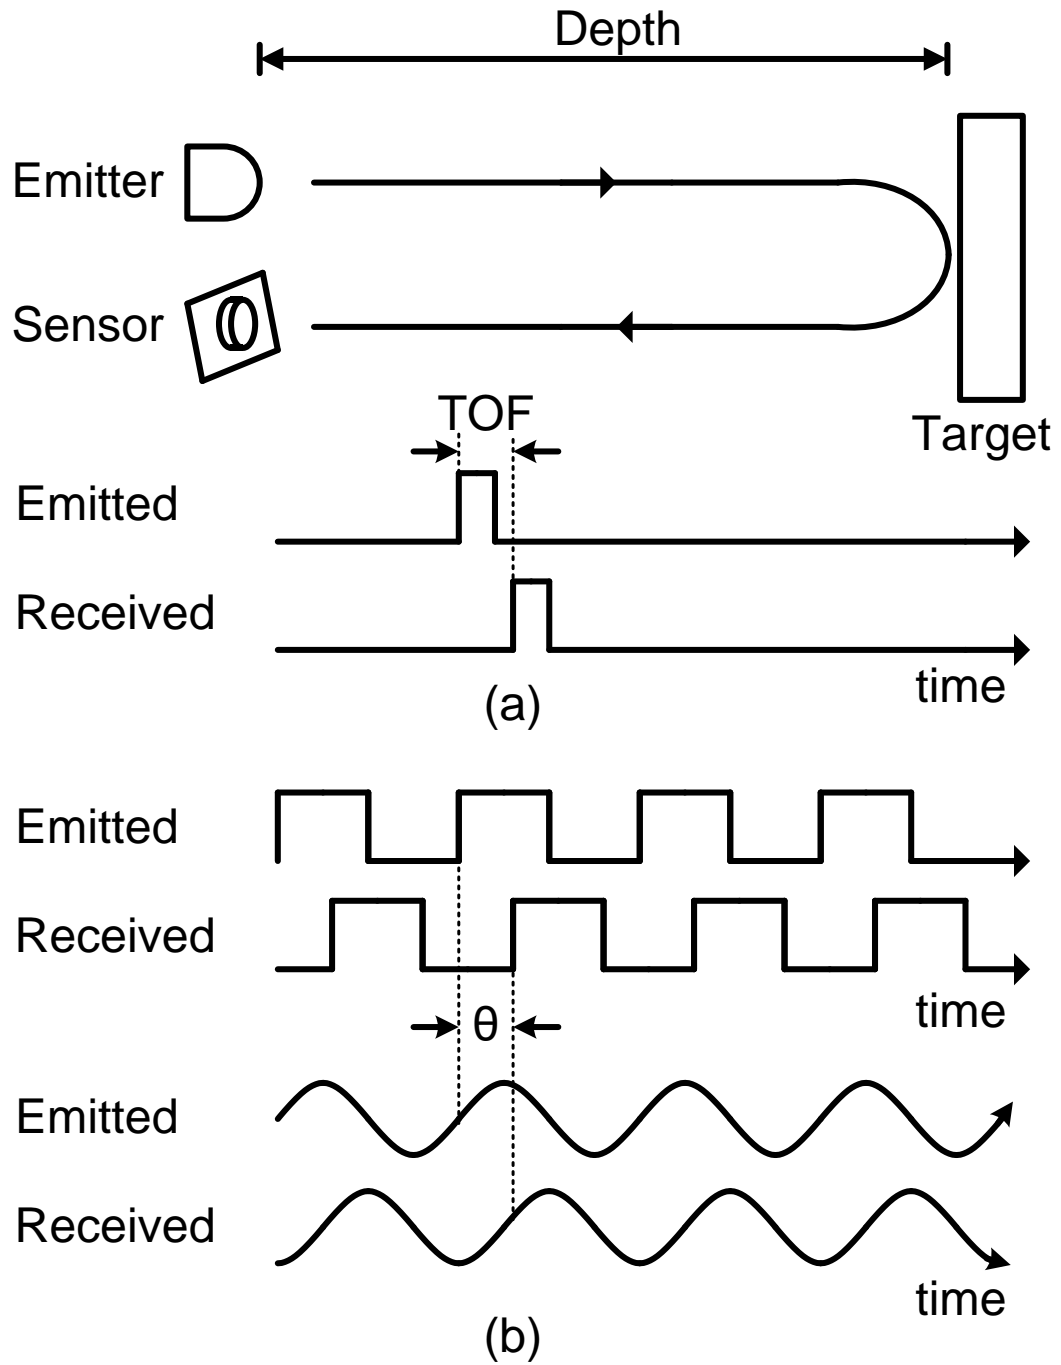 Depth
Emitter
Sensor
Target
TOF
Emitted
Received
time
(a)
Emitted
Received
time
θ
Emitted
Received
time
(b)